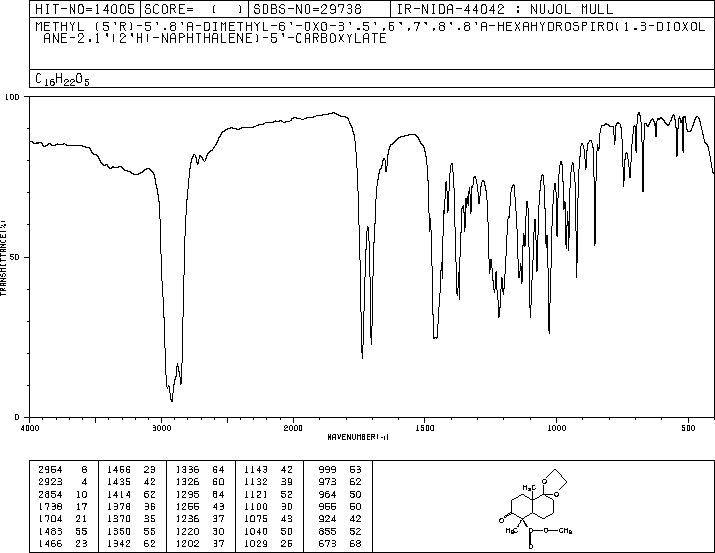 HIT-NO=14005 SCORE= ( ) SDBS-NO=29738 IR-NIDA-44042 : NUJOL MULL
METHYL (5'R)-5',8'A-DIMETHYL-6'-OXO-3',5',6',7',8',8'A-HEXAHYDROSPIRO(1,3-DIOXOL
ANE-2,1'(2'H)-NAPHTHALENE)-5'-CARBOXYLATE
C16H22O5
100
50
0
TRANSMITTANCE(%)
4000 3000 2000 1500 1000 500
WAVENUMBER(-1)
2954 6 1456 23 1336 64 1143 42 999 53
2923 4 1435 42 1326 60 1132 39 973 62
2854 10 1414 62 1295 84 1121 52 964 50
1738 17 1378 36 1255 43 1100 30 955 50
1704 21 1370 35 1236 37 1075 43 924 42
1483 55 1350 55 1220 30 1040 50 855 52
1466 23 1342 62 1202 37 1029 25 673 68
H3C O O
O
H3C O CH3
O